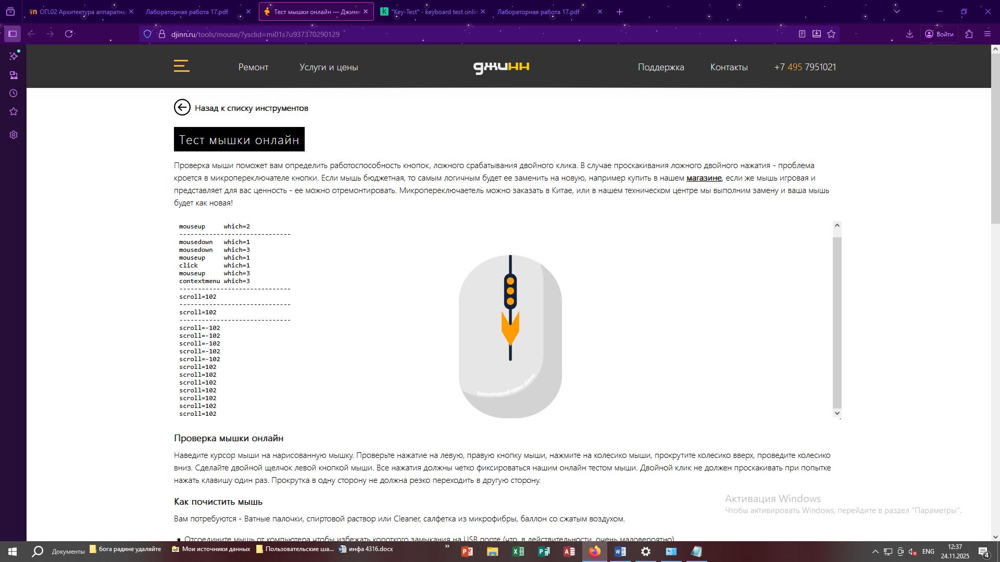 ОП.02 Архитектура аппаратны
Лабораторная работа 17.pdf
Тест мышки онлайн — Джинн
"Key-Test" - keyboard test onlin
Лабораторная работа 17.pdf
djinn.ru/tools/mouse/?ysclid=mi01s7u937370290129
Войти
Ремонт
Услуги и цены
джинн
Поддержка
Контакты
+7 495 7951021
Назад к списку инструментов
Тест мышки онлайн
Проверка мыши поможет вам определить работоспособность кнопок, ложного срабатывания двойного клика. В случае проскакивания ложного двойного нажатия - проблема
кроется в микропереключателе кнопки. Если мышь бюджетная, то самым логичным будет ее заменить на новую, например купить в нашем магазине, если же мышь игровая и
представляет для вас ценность - ее можно отремонтировать. Микропереключаетель можно заказать в Китае, или в нашем техническом центре мы выполним замену и ваша мышь
будет как новая!
mouseup which=2
------------------------------
mousedown which=1
mousedown which=3
mouseup which=1
click which=1
mouseup which=3
contextmenu which=3
------------------------------
scroll=102
------------------------------
scroll=102
------------------------------
scroll=-102
scroll=-102
scroll=-102
scroll=-102
scroll=-102
scroll=102
scroll=102
scroll=102
scroll=102
scroll=102
scroll=102
scroll=102
Компьютерный сервис Джинн
Проверка мышки онлайн
Наведите курсор мыши на нарисованную мышку. Проверьте нажатие на левую, правую кнопку мыши, нажмите на колесико мыши, прокрутите колесико вверх, проведите колесико
вниз. Сделайте двойной щелчок левой кнопкой мыши. Все нажатия должны четко фиксироваться нашим онлайн тестом мыши. Двойной клик не должен проскакивать при попытке
нажать клавишу один раз. Прокрутка в одну сторону не должна резко переходить в другую сторону.
Как почистить мышь
Вам потребуются - Ватные палочки, спиртовой раствор или Cleaner, салфетка из микрофибры, баллон со сжатым воздухом.
Отсоедините мышь от компьютера чтобы избежать короткого замыкания на USB порте (что, в действительности, очень маловероятно)
Активация Windows
Чтобы активировать Windows, перейдите в раздел "Параметры".
Документы
бога радине удаляйте
Мои источники данных
Пользовательские ша...
инфа 4316.docx
ENG
12:37
24.11.2025
4